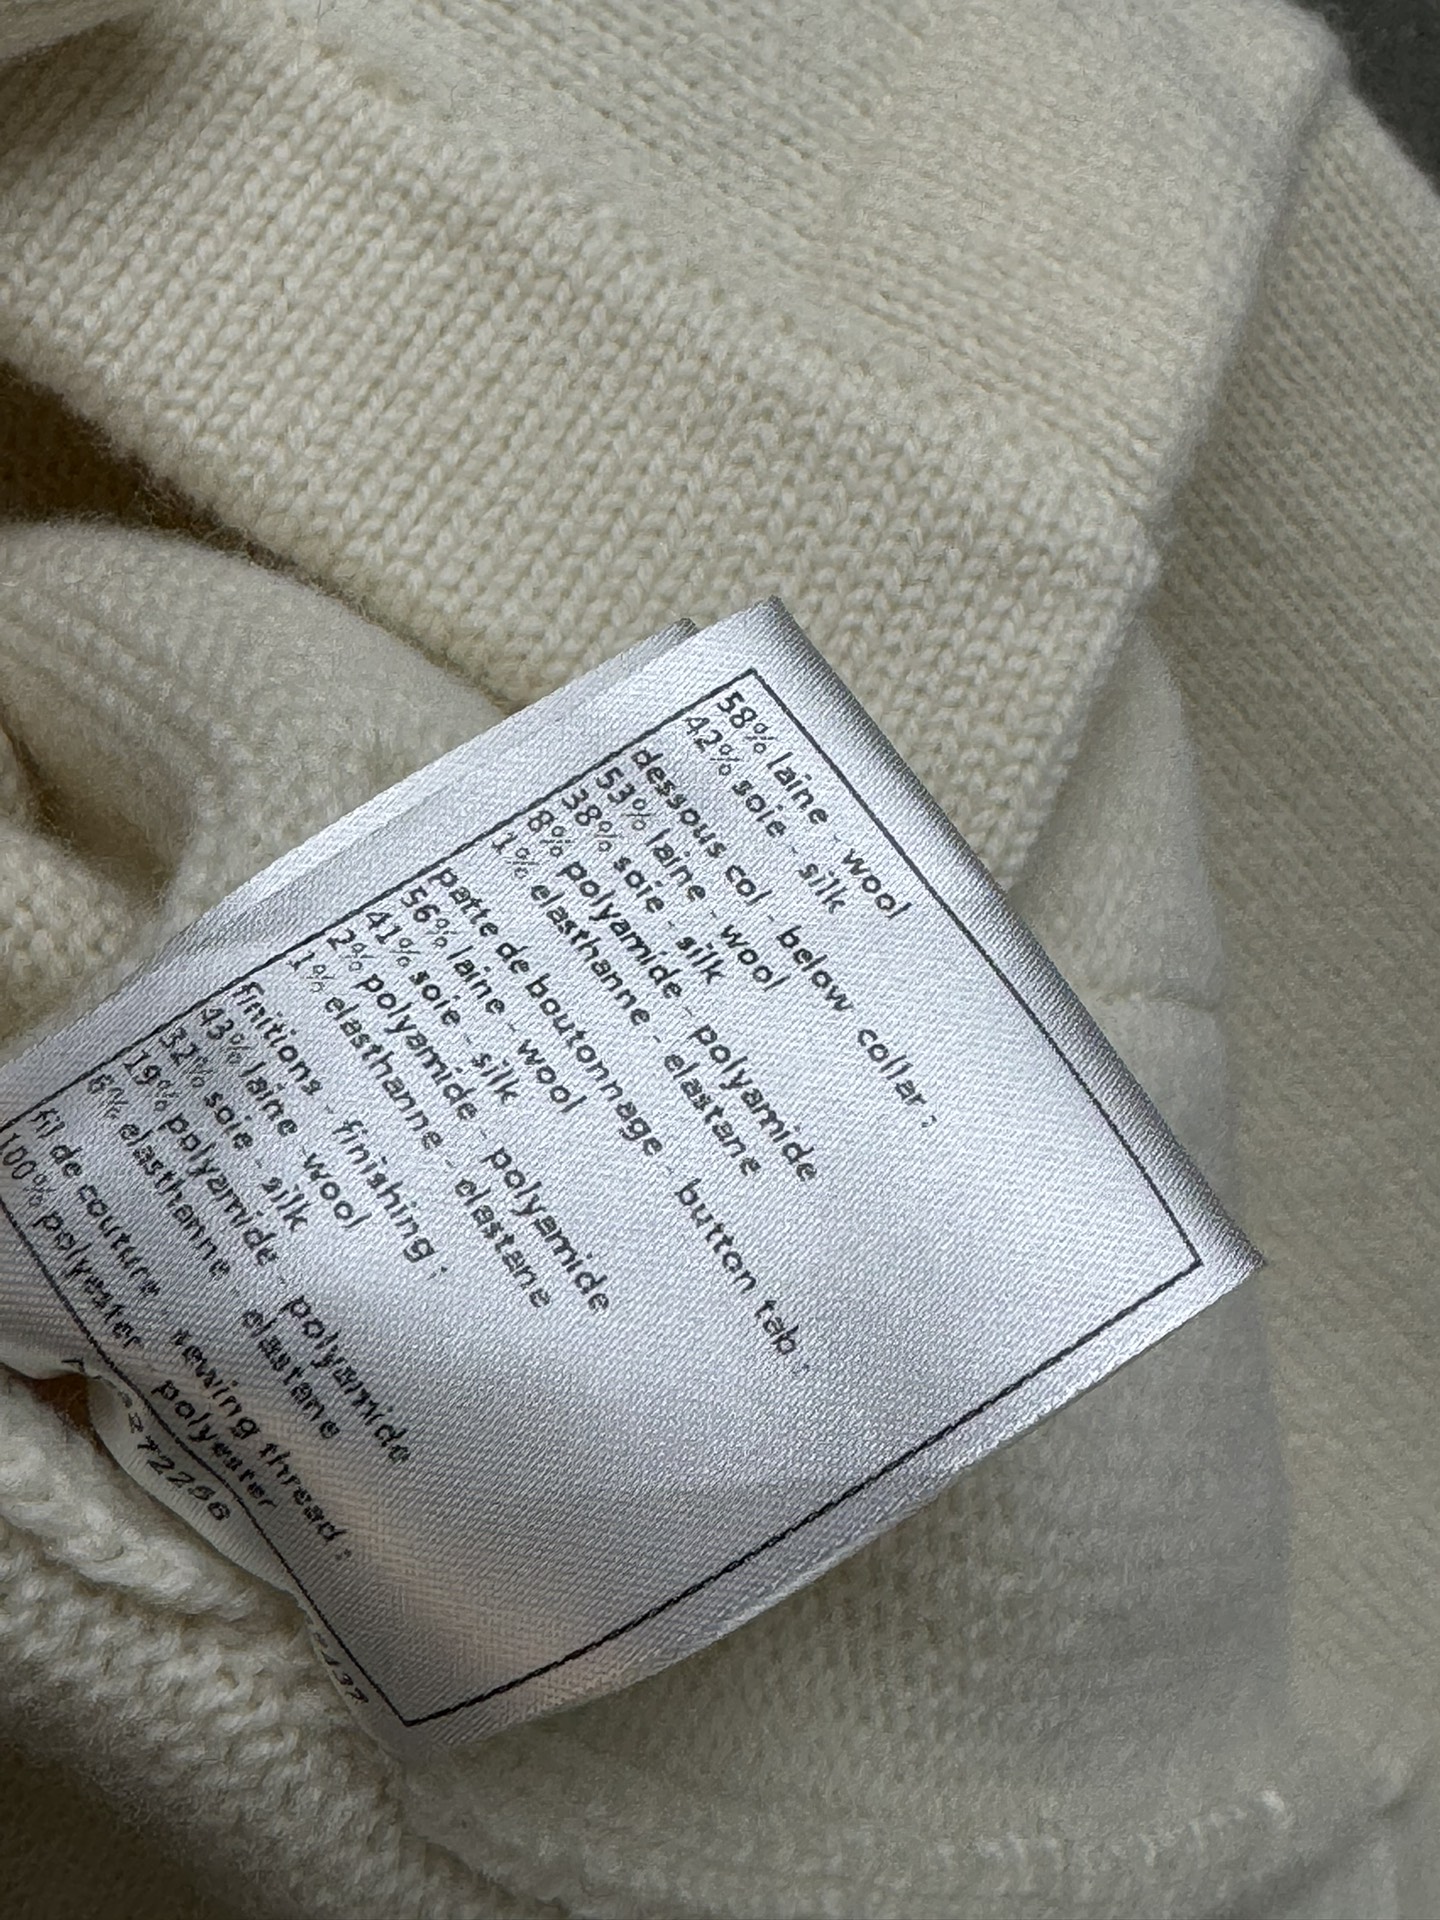 58% laine - wool
42% soie - silk
dessous col - below collar :
53% laine - wool
38% soie - silk
8% polyamide - polyamide
1% elasthanne - elastane
patte de boutonnage - button tab :
56% laine - wool
41% soie - silk
2% polyamide - polyamide
1% elasthanne - elastane
finitions - finishing :
43% laine - wool
32% soie - silk
19% polyamide - polyamide
6% elasthanne - elastane
fil de couture - sewing thread :
100% polyester - polyester